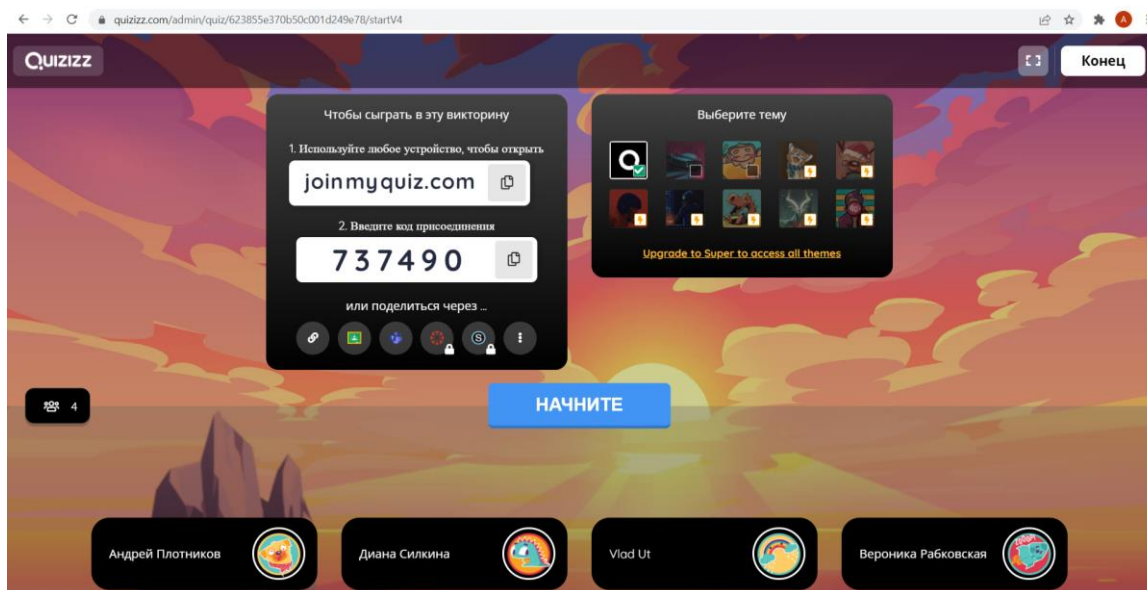 quizizz.com/admin/quiz/623855e370b50c001d249e78/startV4
A
QUIZIZZ
Конец
Чтобы сыграть в эту викторину
1. Используйте любое устройство, чтобы открыть
joinmyquiz.com
2. Введите код присоединения
737490
или поделиться через ...
S
Выберите тему
Upgrade to Super to access all themes
4
НАЧНИТЕ
Андрей Плотников
Диана Силкина
Vlad Ut
Вероника Рабковская